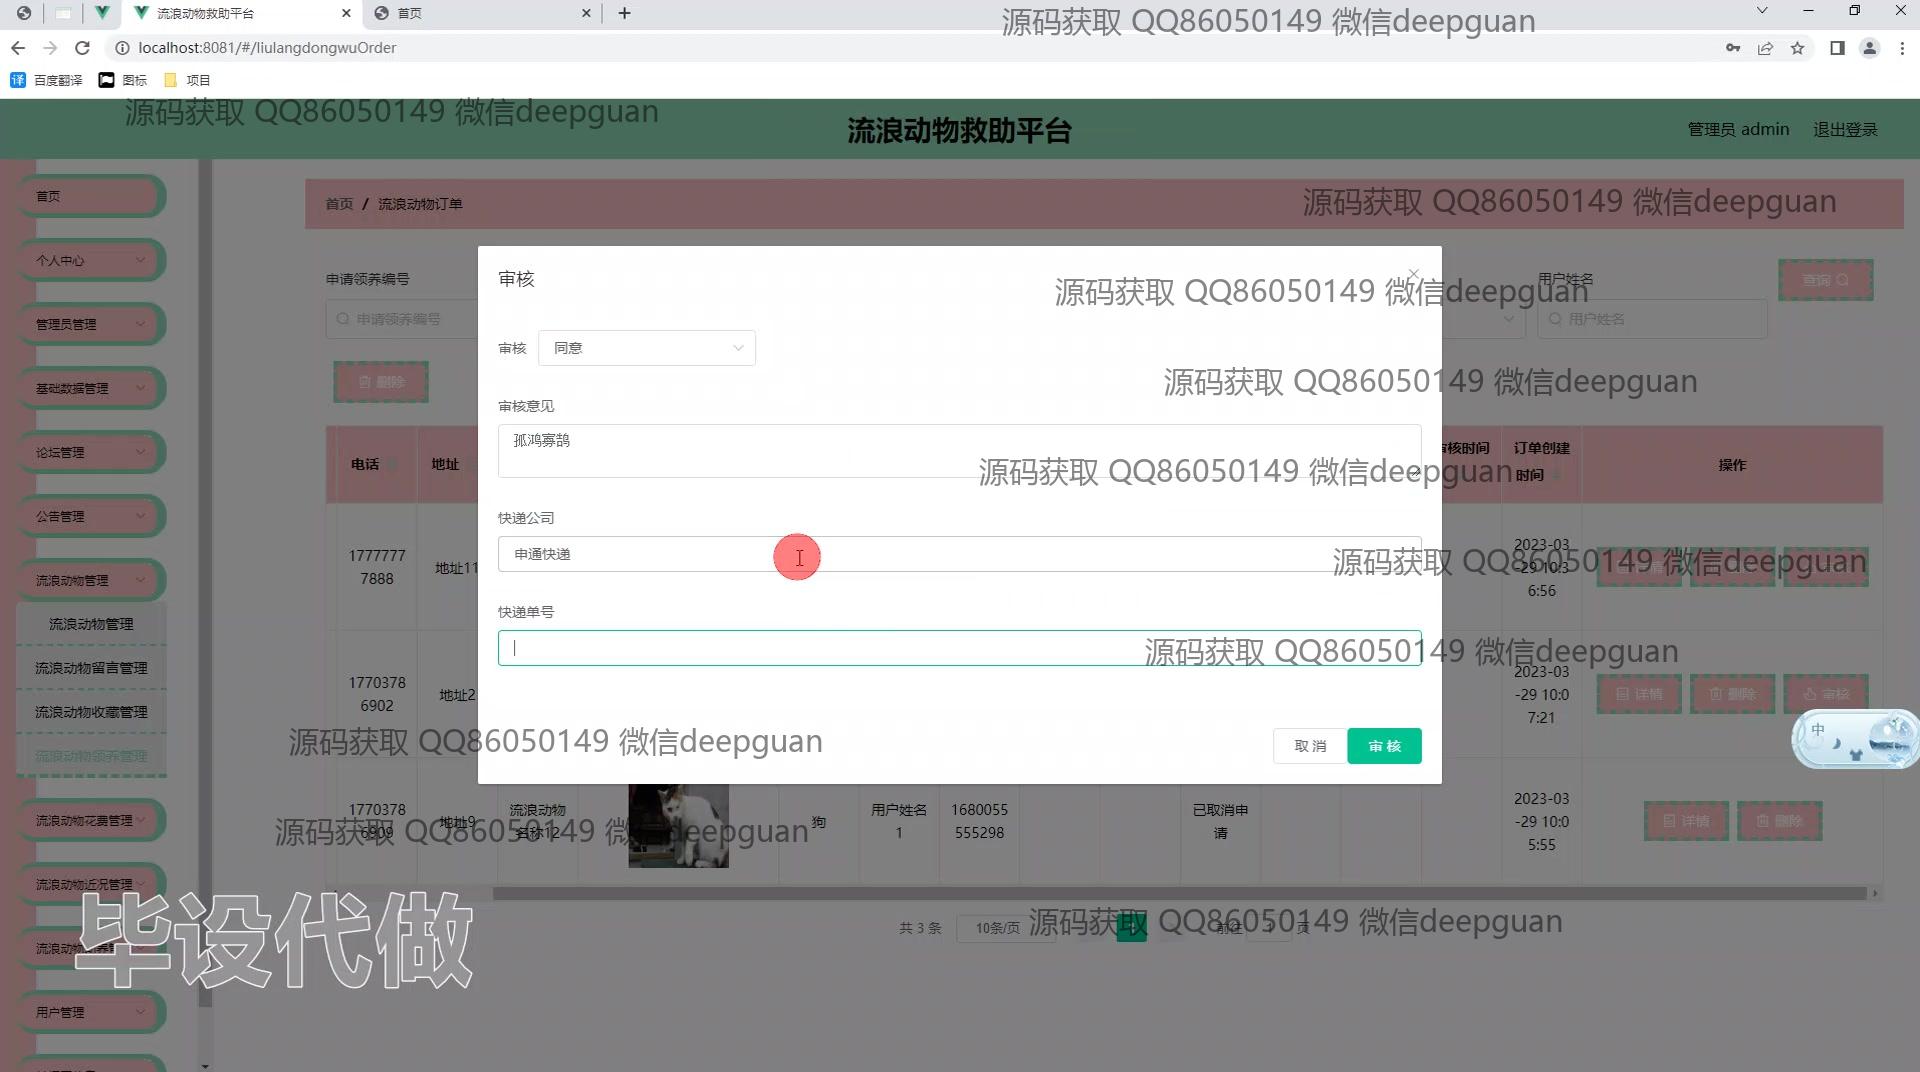 流浪动物救助平台
首页
源码获取 QQ86050149 微信deepguan
localhost:8081/#/liulangdongwuOrder
百度翻译
图标
项目
源码获取 QQ86050149 微信deepguan
流浪动物救助平台
管理员 admin
退出登录
首页
个人中心
管理员管理
基础数据管理
论坛管理
公告管理
流浪动物管理
流浪动物管理
流浪动物留言管理
流浪动物收藏管理
流浪动物领养管理
流浪动物花费管理
流浪动物近况管理
用户管理
首页 / 流浪动物订单
源码获取 QQ86050149 微信deepguan
申请领养编号
申请领养编号
用户姓名
用户姓名
查询
删除
审核
源码获取 QQ86050149 微信deepguan
审核
同意
源码获取 QQ86050149 微信deepguan
审核意见
孤鸿寡鹄
源码获取 QQ86050149 微信deepguan
快递公司
申通快递
源码获取 QQ86050149 微信deepguan
快递单号
源码获取 QQ86050149 微信deepguan
取消
审核
源码获取 QQ86050149 微信deepguan
电话
地址
审核时间
订单创建
时间
操作
1777777
7888
地址11
2023-03
-29 10:3
6:56
1770378
6902
地址2
2023-03
-29 10:0
7:21
详情
删除
审核
中
1770378
6909
地址9
流浪动物
名称12
狗
用户姓名
1
1680055
555298
已取消申
请
2023-03
-29 10:0
5:55
详情
删除
源码获取 QQ86050149 微信deepguan
毕设代做
共 3 条
10条/页
前往
1
页
源码获取 QQ86050149 微信deepguan